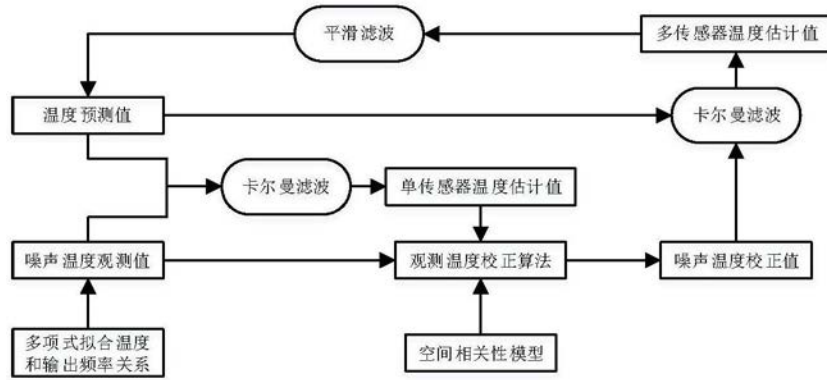 平滑滤波
多传感器温度估计值
温度预测值
卡尔曼滤波
卡尔曼滤波
单传感器温度估计值
噪声温度观测值
观测温度校正算法
噪声温度校正值
多项式拟合温度
和输出频率关系
空间相关性模型